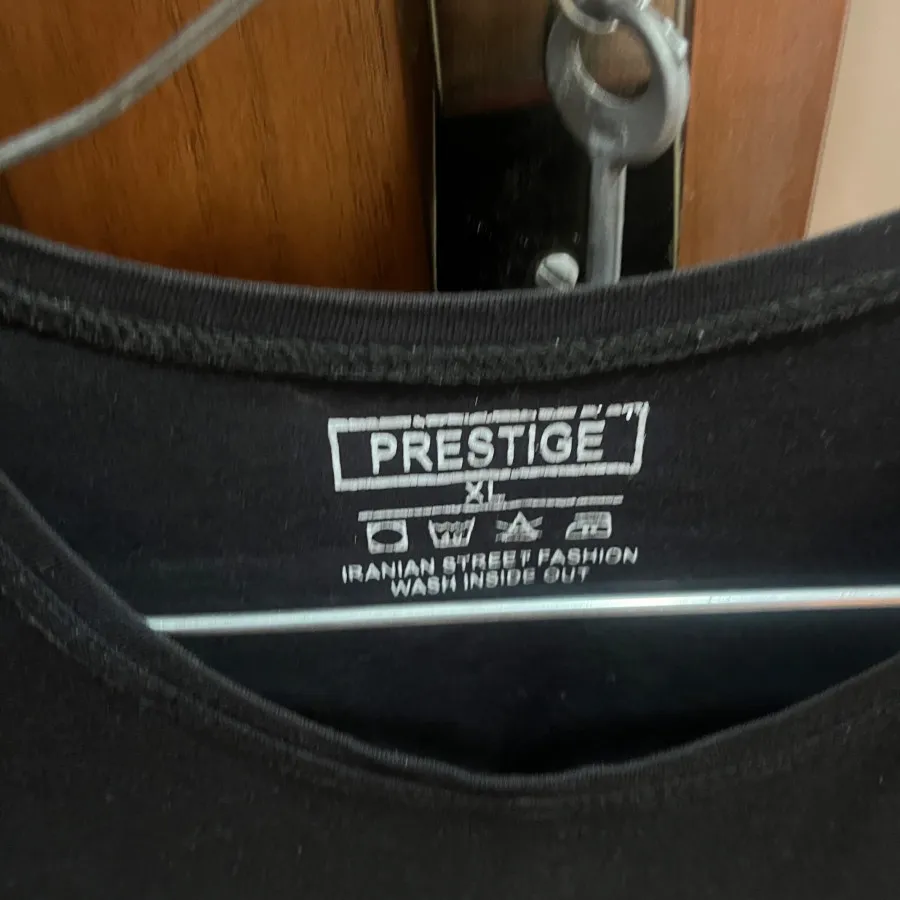 PRESTIGE
XL
IRANIAN STREET FASHION
WASH INSIDE OUT